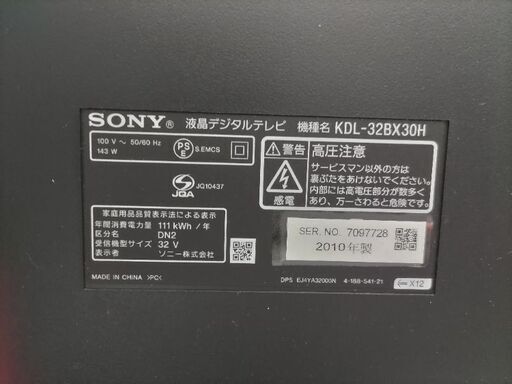 SONY® 液晶デジタルテレビ 機種名 KDL-32BX30H
100 V ～ 50/60 Hz
143 W
PS E
S.EMCS
JQA
JQ10437
家庭用品品質表示法による表示
年間消費電力量 111 kWh / 年
区分名 DN2
受信機型サイズ 32 V
表示者 ソニー株式会社
MADE IN CHINA >PC<
警告 高圧注意
感電
サービスマン以外の方は
裏ぶたをあけないでください。
内部には高電圧部分が数多く
あり、万一さわると危険です。
SER. NO. 7097728
2010年製
DPS EJ4YA32000N 4-188-541-21
X12